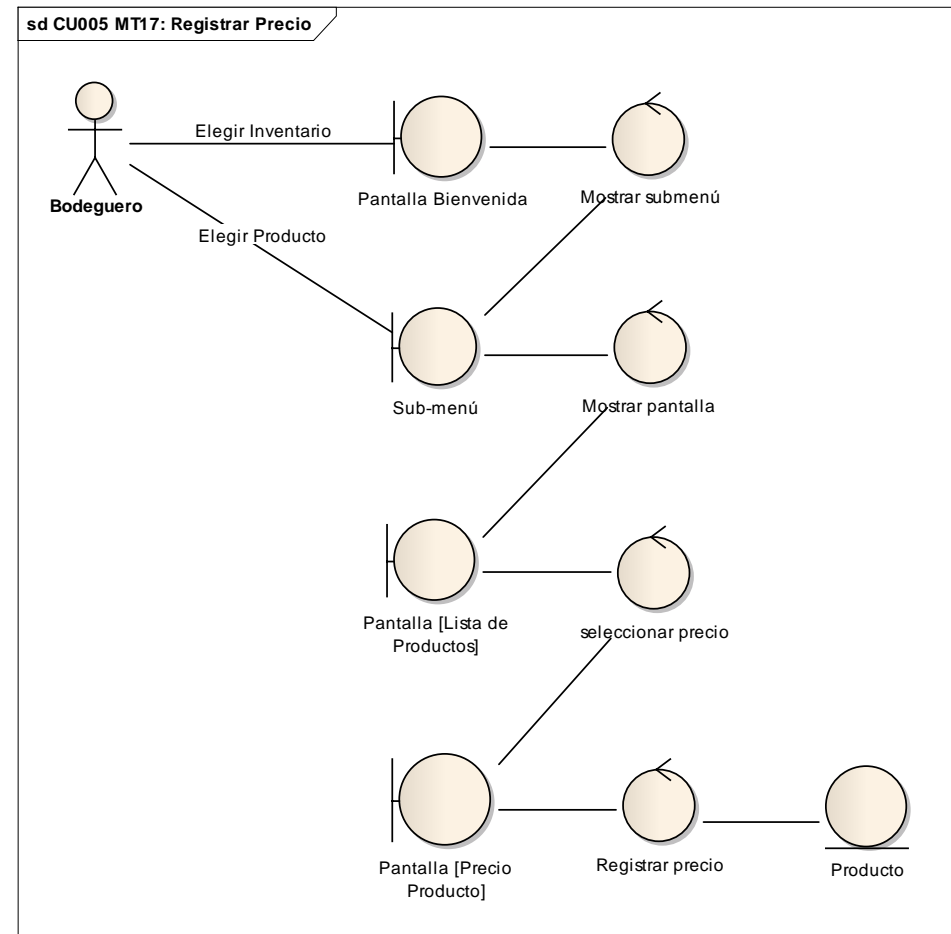 sd CU005 MT17: Registrar Precio
Elegir Inventario
Bodeguero
Pantalla Bienvenida
Mostrar submenú
Elegir Producto
Sub-menú
Mostrar pantalla
Pantalla [Lista de
Productos]
seleccionar precio
Pantalla [Precio
Producto]
Registrar precio
Producto